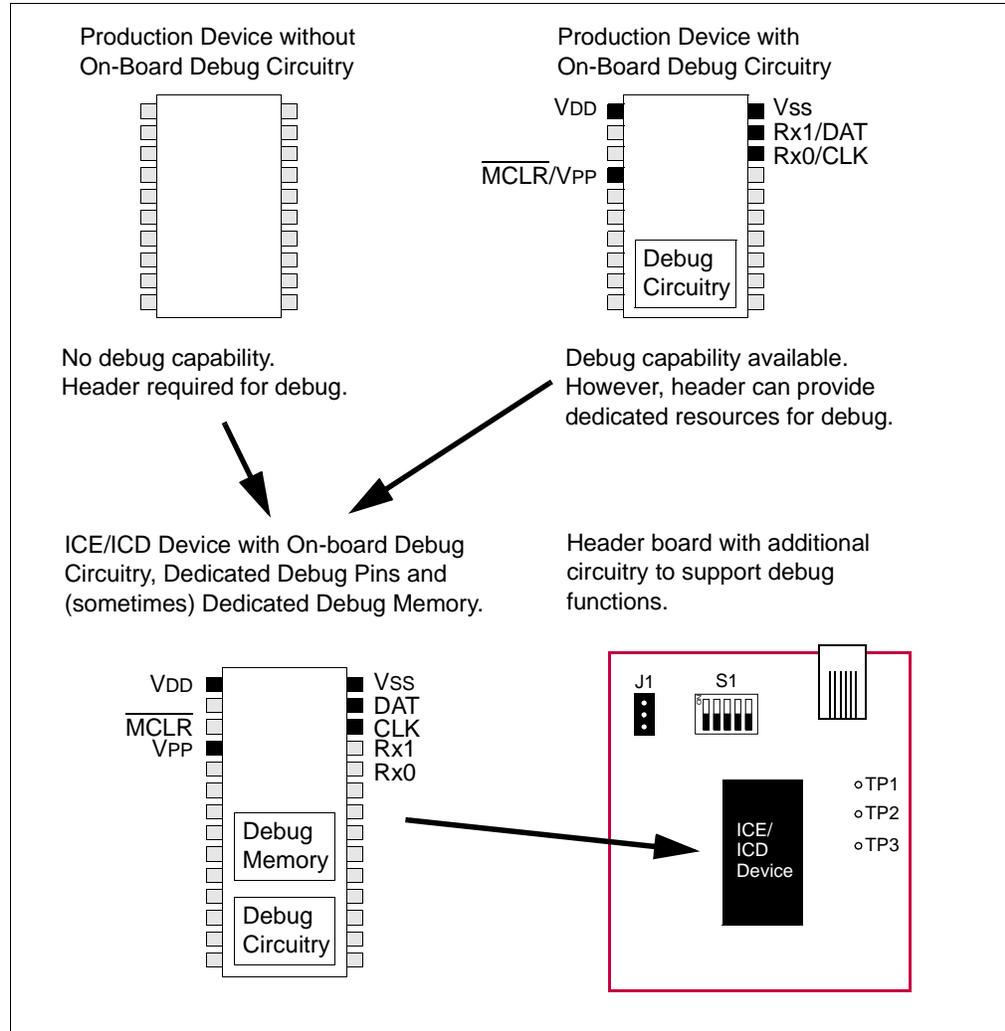 Production Device without
On-Board Debug Circuitry
Production Device with
On-Board Debug Circuitry
VDD
VSS
Rx1/DAT
Rx0/CLK
MCLR/VPP
Debug
Circuitry
No debug capability.
Header required for debug.
Debug capability available.
However, header can provide
dedicated resources for debug.
ICE/ICD Device with On-board Debug
Circuitry, Dedicated Debug Pins and
(sometimes) Dedicated Debug Memory.
Header board with additional
circuitry to support debug
functions.
VDD
MCLR
VPP
VSS
DAT
CLK
Rx1
Rx0
Debug
Memory
Debug
Circuitry
J1
S1
ON
TP1
TP2
TP3
ICE/
ICD
Device